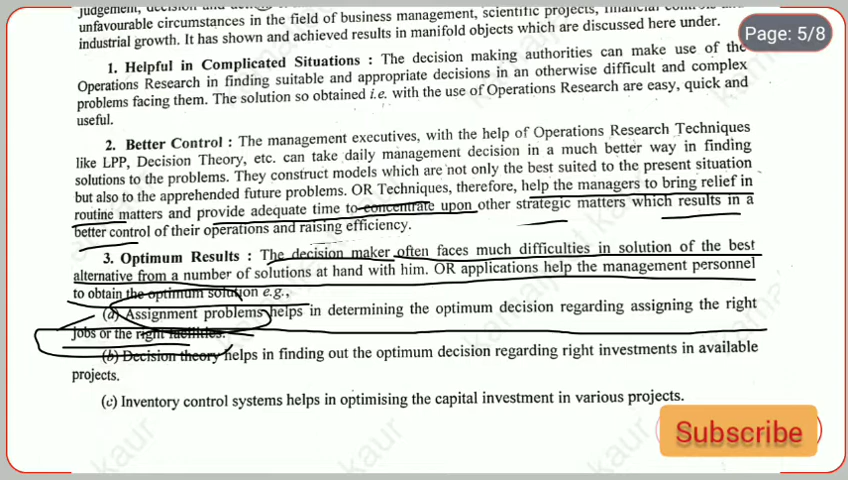 judgement, decision and
unfavourable circumstances in the field of business management, scientific projects, financial
industrial growth. It has shown and achieved results in manifold objects which are discussed here under.
Page: 5/8
1. Helpful in Complicated Situations : The decision making authorities can make use of the
Operations Research in finding suitable and appropriate decisions in an otherwise difficult and complex
problems facing them. The solution so obtained i.e. with the use of Operations Research are easy, quick and
useful.
2. Better Control : The management executives, with the help of Operations Research Techniques
like LPP, Decision Theory, etc. can take daily management decision in a much better way in finding
solutions to the problems. They construct models which are not only the best suited to the present situation
but also to the apprehended future problems. OR Techniques, therefore, help the managers to bring relief in
routine matters and provide adequate time to concentrate upon other strategic matters which results in a
better control of their operations and raising efficiency.
3. Optimum Results : The decision maker often faces much difficulties in solution of the best
alternative from a number of solutions at hand with him. OR applications help the management personnel
to obtain the optimum solution e.g.,
(a) Assignment problems helps in determining the optimum decision regarding assigning the right
jobs or the right facilities.
(b) Decision theory helps in finding out the optimum decision regarding right investments in available
projects.
(c) Inventory control systems helps in optimising the capital investment in various projects.
Subscribe
kaur
kaur